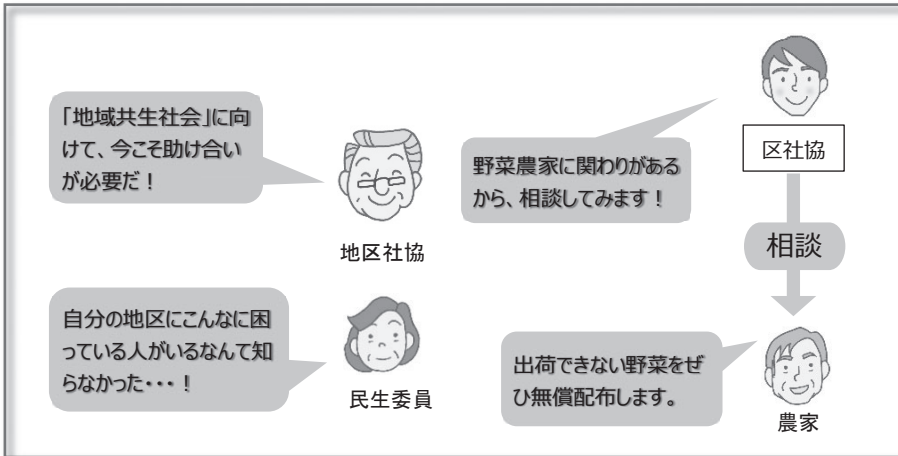 「地域共生社会」に向
けて、今こそ助け合い
が必要だ！
地区社協
自分の地区にこんなに困
っている人がいるなんて知
らなかった・・・！
民生委員
野菜農家に関わりがある
から、相談してみます！
区社協
相談
出荷できない野菜をぜ
ひ無償配布します。
農家